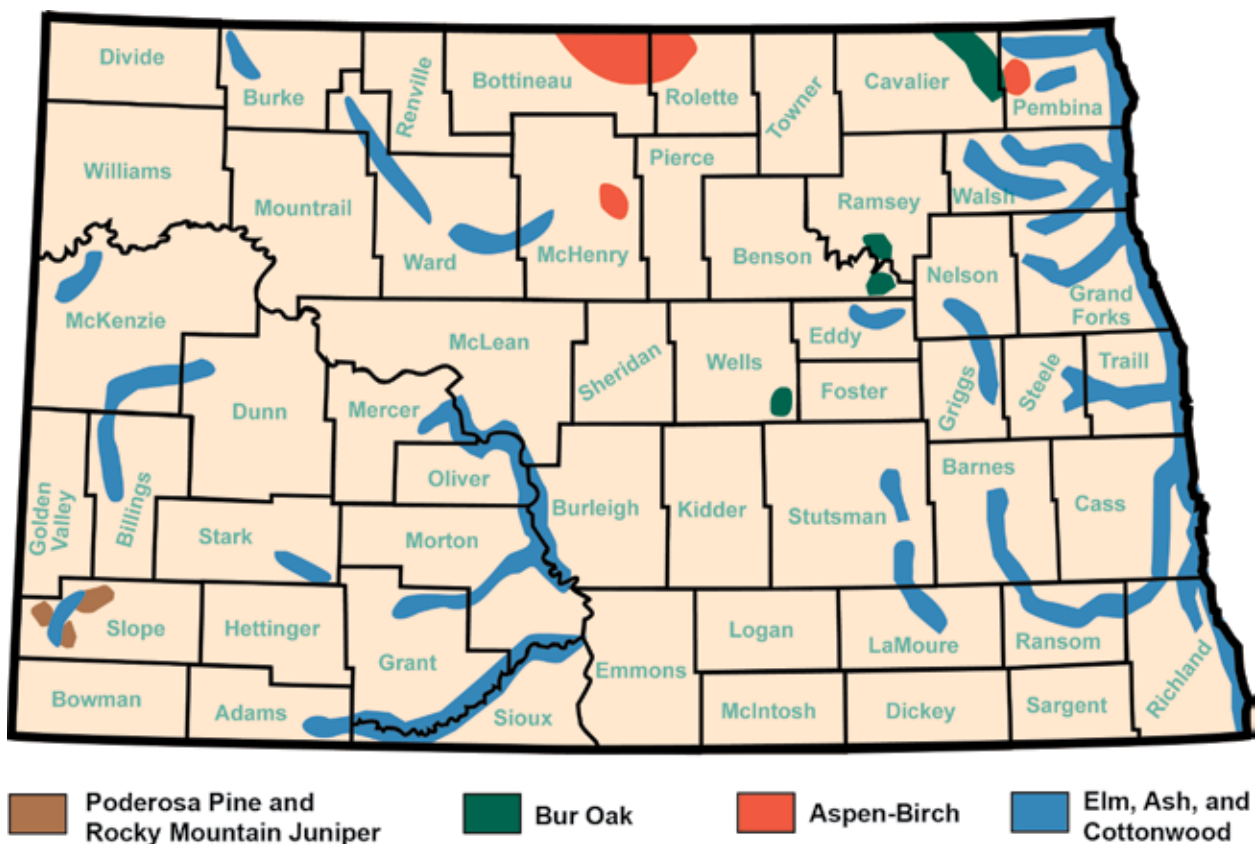 Divide
Burke
Renville
Bottineau
Rolette
Towner
Cavalier
Pembina
Williams
Mountrail
Ward
McHenry
Pierce
Benson
Ramsey
Walsh
Nelson
Grand
Forks
McKenzie
Dunn
McLean
Mercer
Oliver
Sheridan
Wells
Eddy
Foster
Griggs
Steele
Traill
Golden
Valley
Billings
Stark
Morton
Burleigh
Kidder
Stutsman
Barnes
Cass
Slope
Hettinger
Grant
Bowman
Adams
Sioux
Emmons
Logan
McIntosh
LaMoure
Dickey
Ransom
Sargent
Richland
Poderosa Pine and
Rocky Mountain Juniper
Bur Oak
Aspen-Birch
Elm, Ash, and
Cottonwood